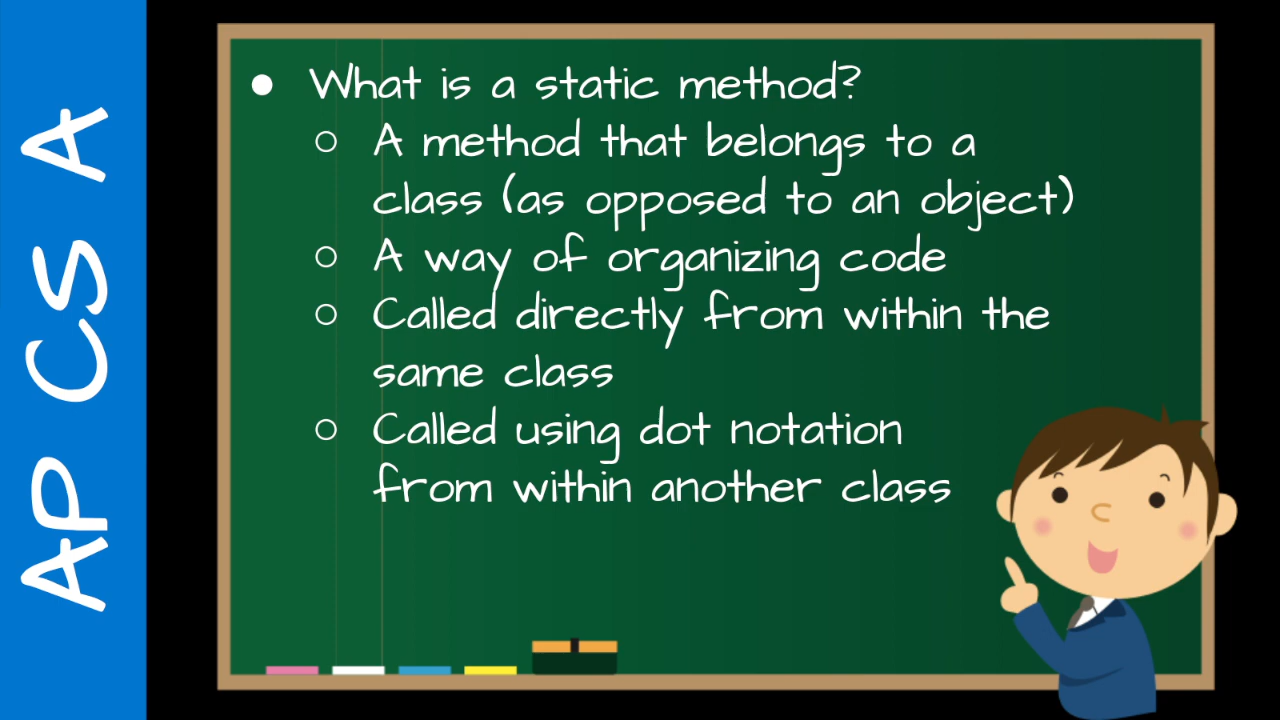 AP CS A
● What is a static method?
○ A method that belongs to a
class (as opposed to an object)
○ A way of organizing code
○ Called directly from within the
same class
○ Called using dot notation
from within another class